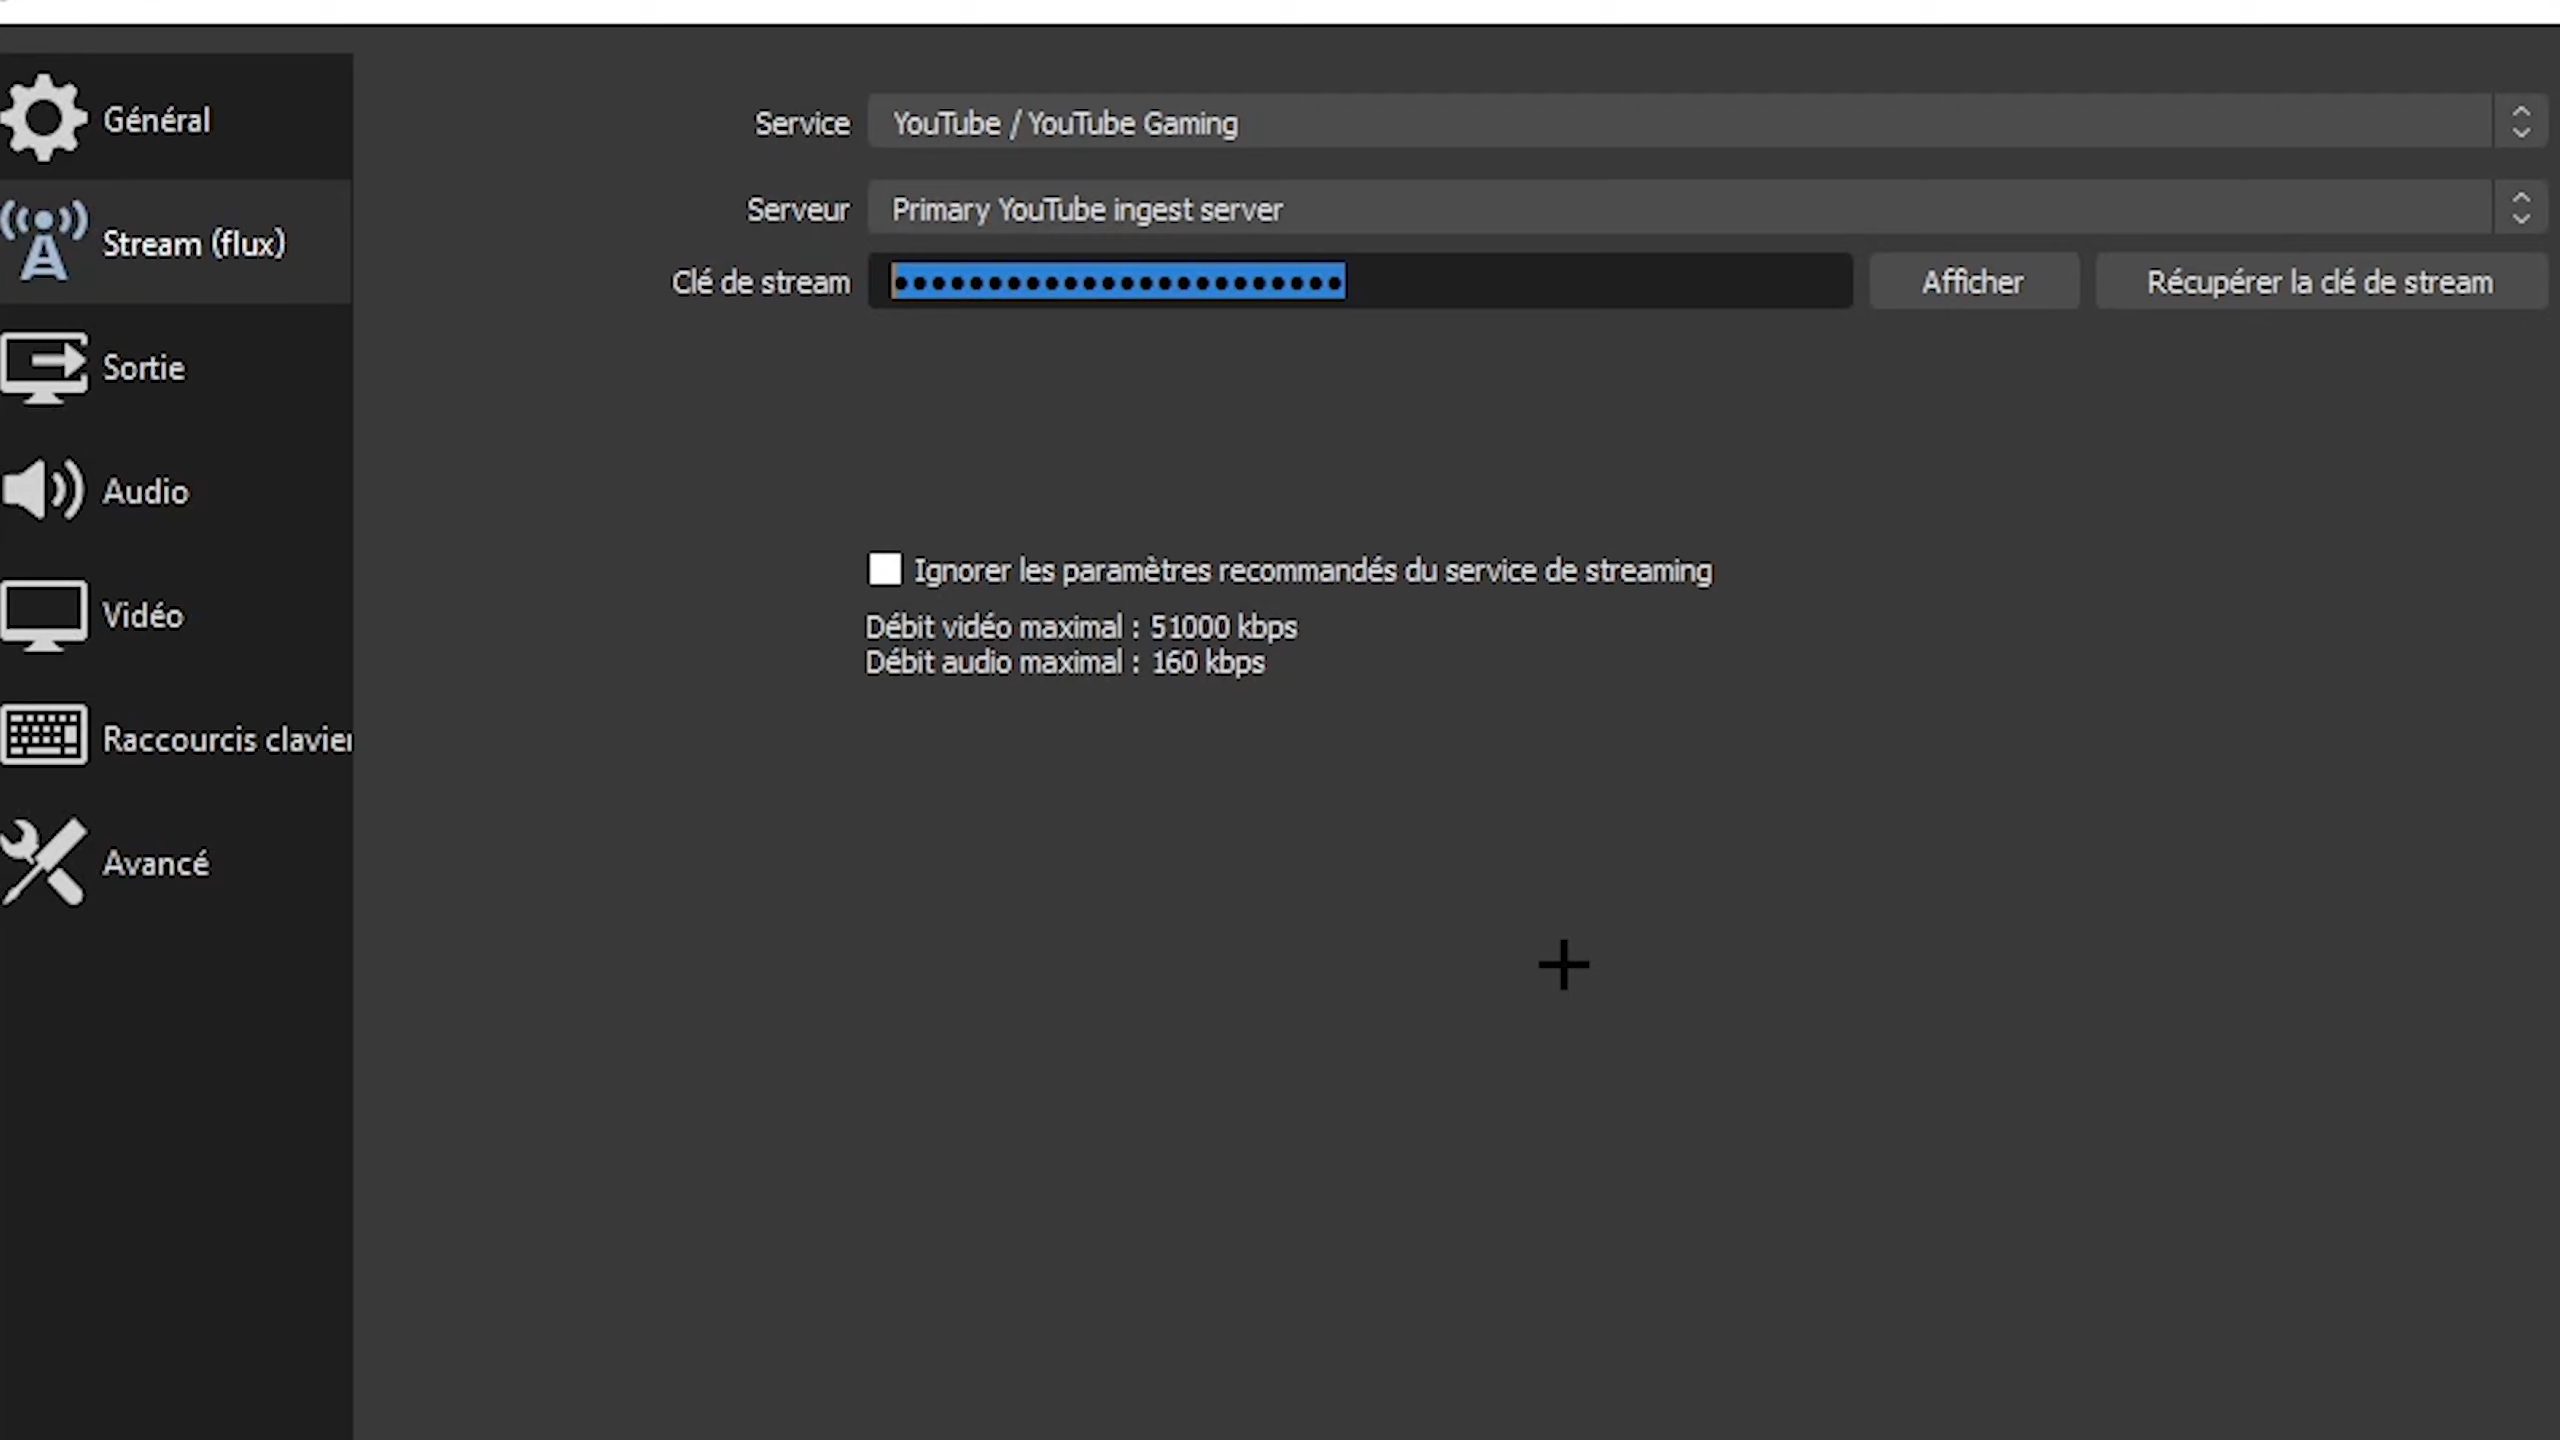 Général
Stream (flux)
Sortie
Audio
Vidéo
Raccourcis clavier
Avancé
Service YouTube / YouTube Gaming
Serveur Primary YouTube ingest server
Clé de stream ●●●●●●●●●●●●●●●●●●●●●●●● Afficher Récupérer la clé de stream
Ignorer les paramètres recommandés du service de streaming
Débit vidéo maximal : 51000 kbps
Débit audio maximal : 160 kbps